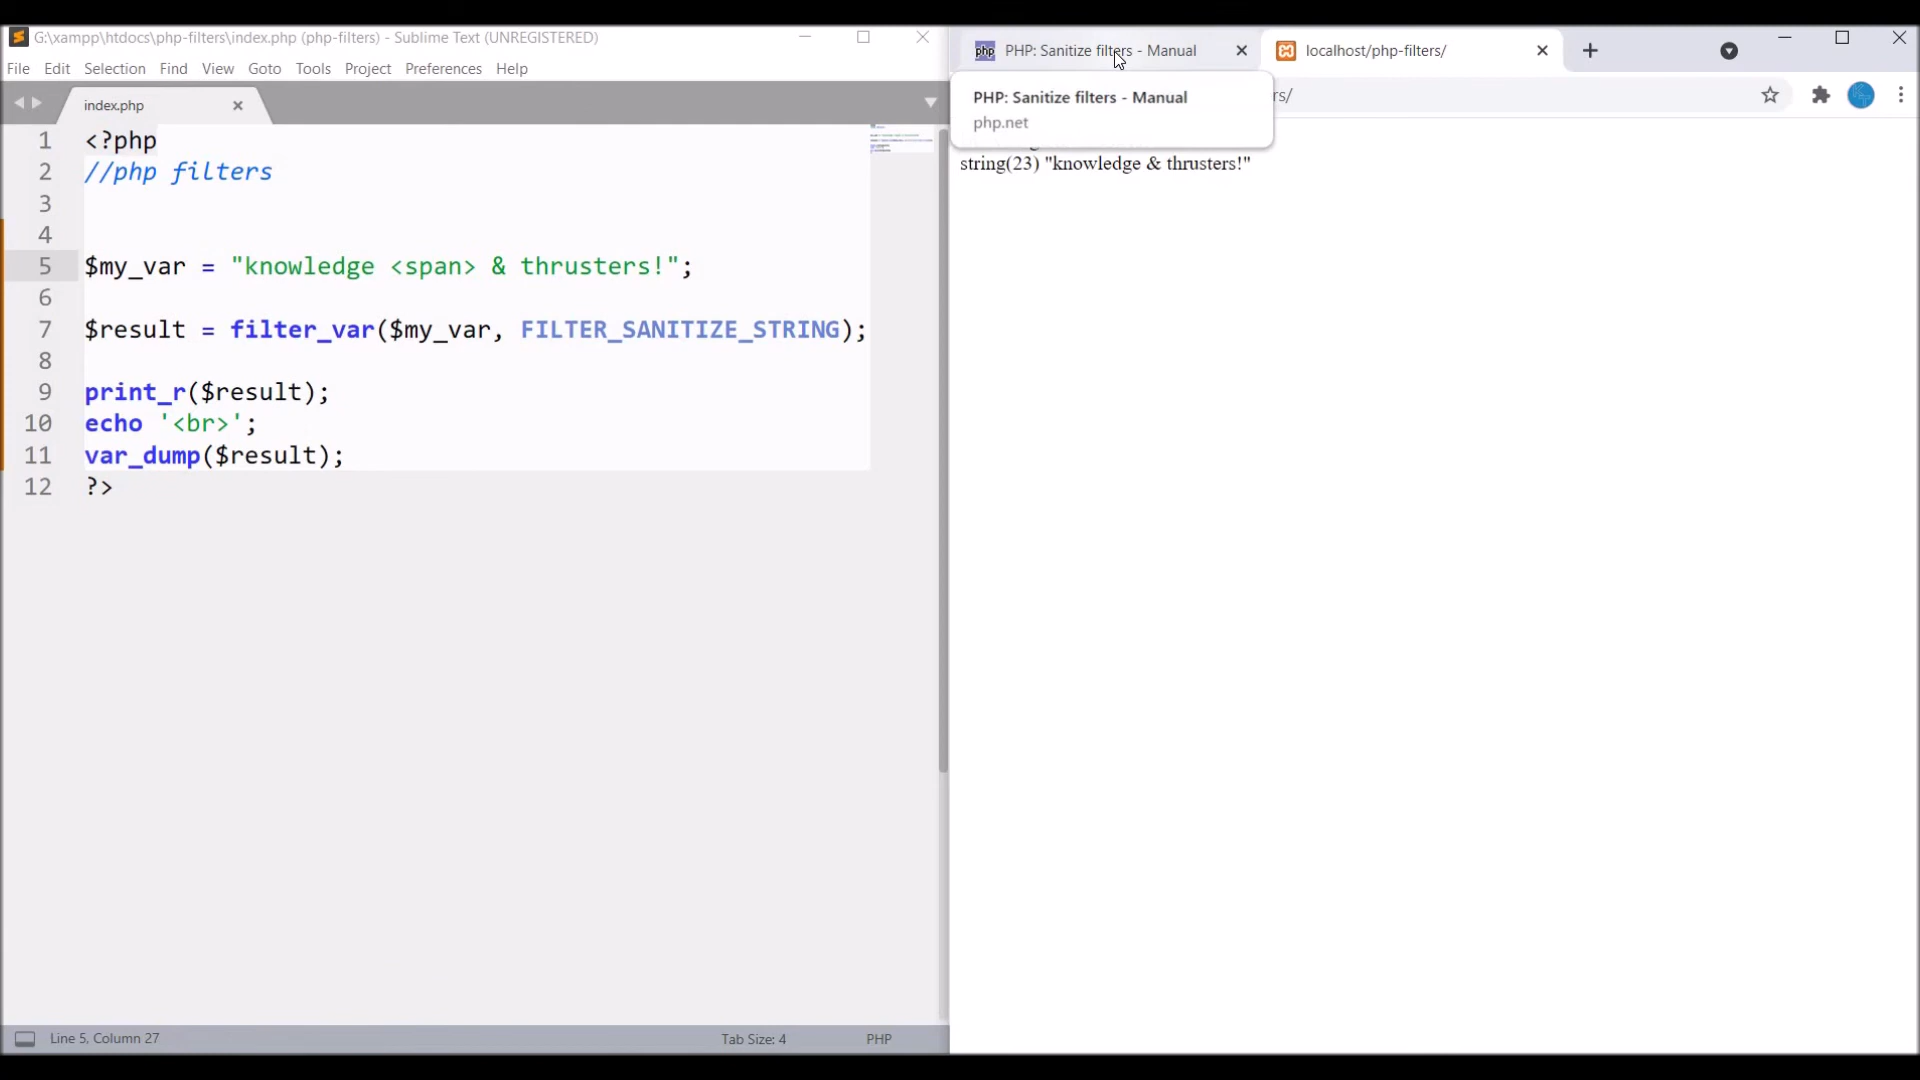 G:\xampp\htdocs\php-filters\index.php (php-filters) - Sublime Text (UNREGISTERED)
File Edit Selection Find View Goto Tools Project Preferences Help
index.php
1 <?php
2 //php filters
3
4
5 $my_var = "knowledge <span> & thrusters!";
6
7 $result = filter_var($my_var, FILTER_SANITIZE_STRING);
8
9 print_r($result);
10 echo '<br>';
11 var_dump($result);
12 ?>
Line 5, Column 27
Tab Size: 4
PHP
php PHP: Sanitize filters - Manual
localhost/php-filters/
PHP: Sanitize filters - Manual
php.net
rs/
string(23) "knowledge & thrusters!"